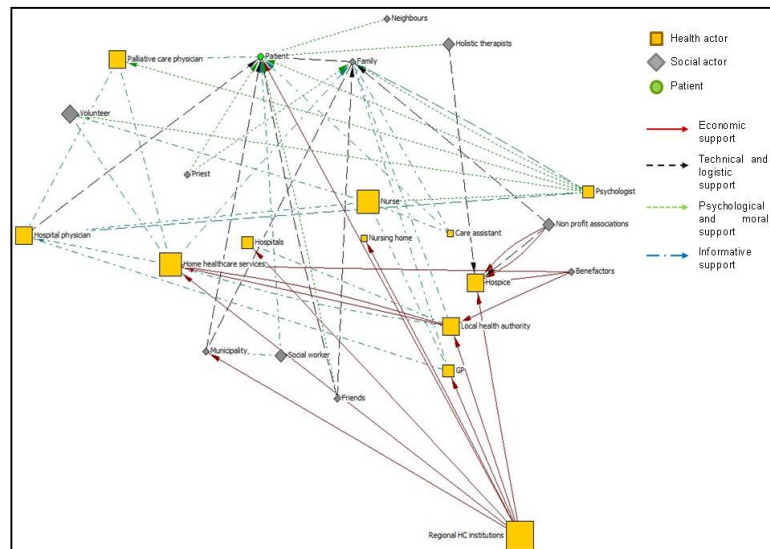 Neighbours
Holistic therapists
Palliative care physician
Patient
Family
Volunteer
Priest
Psychologist
Nurse
Non profit associations
Hospital physician
Care assistant
Hospitals
Nursing home
Home healthcare services
Benefactors
Hospice
Local health authority
Municipality
Social worker
GP
Friends
Regional HC institutions
Health actor
Social actor
Patient
Economic
support
Technical and
logistic
support
Psychological
and moral
support
Informative
support